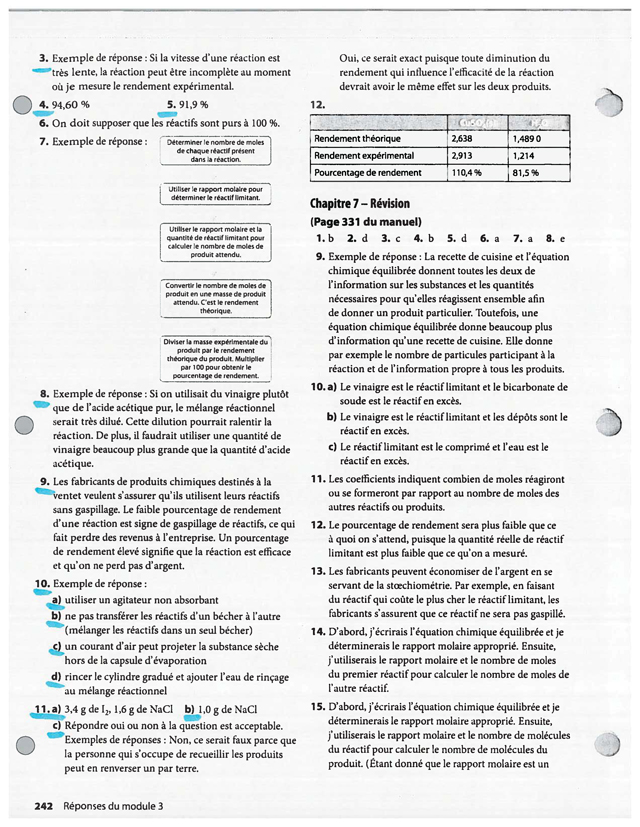 3. Exemple de réponse : Si la vitesse d'une réaction est
très lente, la réaction peut être incomplète au moment
où je mesure le rendement expérimental.
4. 94,60 % 5. 91,9 %
6. On doit supposer que les réactifs sont purs à 100 %.
7. Exemple de réponse :
Déterminer le nombre de moles
de chaque réactif présent
dans la réaction.
Utiliser le rapport molaire pour
déterminer le réactif limitant.
Utiliser le rapport molaire et la
quantité de réactif limitant pour
calculer le nombre de moles de
produit attendu.
Convertir le nombre de moles de
produit en une masse de produit
attendu. C'est le rendement
théorique.
Diviser la masse expérimentale du
produit par le rendement
théorique du produit. Multiplier
par 100 pour obtenir le
pourcentage de rendement.
8. Exemple de réponse : Si on utilisait du vinaigre plutôt
que de l'acide acétique pur, le mélange réactionnel
serait très dilué. Cette dilution pourrait ralentir la
réaction. De plus, il faudrait utiliser une quantité de
vinaigre beaucoup plus grande que la quantité d'acide
acétique.
9. Les fabricants de produits chimiques destinés à la
ventet veulent s'assurer qu'ils utilisent leurs réactifs
sans gaspillage. Le faible pourcentage de rendement
d'une réaction est signe de gaspillage de réactifs, ce qui
fait perdre des revenus à l'entreprise. Un pourcentage
de rendement élevé signifie que la réaction est efficace
et qu'on ne perd pas d'argent.
10. Exemple de réponse :
a) utiliser un agitateur non absorbant
b) ne pas transférer les réactifs d'un bécher à l'autre
(mélanger les réactifs dans un seul bécher)
c) un courant d'air peut projeter la substance sèche
hors de la capsule d'évaporation
d) rincer le cylindre gradué et ajouter l'eau de rinçage
au mélange réactionnel
11. a) 3,4 g de I₂, 1,6 g de NaCl b) 1,0 g de NaCl
c) Répondre oui ou non à la question est acceptable.
Exemples de réponses : Non, ce serait faux parce que
la personne qui s'occupe de recueillir les produits
peut en renverser un par terre.
242 Réponses du module 3
Oui, ce serait exact puisque toute diminution du
rendement qui influence l'efficacité de la réaction
devrait avoir le même effet sur les deux produits.
12.
Rendement théorique 2,638 1,489 0
Rendement expérimental 2,913 1,214
Pourcentage de rendement 110,4 % 81,5 %
Chapitre 7 – Révision
(Page 331 du manuel)
1. b 2. d 3. c 4. b 5. d 6. a 7. a 8. e
9. Exemple de réponse : La recette de cuisine et l'équation
chimique équilibrée donnent toutes les deux de
l'information sur les substances et les quantités
nécessaires pour qu'elles réagissent ensemble afin
de donner un produit particulier. Toutefois, une
équation chimique équilibrée donne beaucoup plus
d'information qu'une recette de cuisine. Elle donne
par exemple le nombre de particules participant à la
réaction et de l'information propre à tous les produits.
10. a) Le vinaigre est le réactif limitant et le bicarbonate de
soude est le réactif en excès.
b) Le vinaigre est le réactif limitant et les dépôts sont le
réactif en excès.
c) Le réactif limitant est le comprimé et l'eau est le
réactif en excès.
11. Les coefficients indiquent combien de moles réagiront
ou se formeront par rapport au nombre de moles des
autres réactifs ou produits.
12. Le pourcentage de rendement sera plus faible que ce
à quoi on s'attend, puisque la quantité réelle de réactif
limitant est plus faible que ce qu'on a mesuré.
13. Les fabricants peuvent économiser de l'argent en se
servant de la stœchiométrie. Par exemple, en faisant
du réactif qui coûte le plus cher le réactif limitant, les
fabricants s'assurent que ce réactif ne sera pas gaspillé.
14. D'abord, j'écrirais l'équation chimique équilibrée et je
déterminerais le rapport molaire approprié. Ensuite,
j'utiliserais le rapport molaire et le nombre de moles
du premier réactif pour calculer le nombre de moles de
l'autre réactif.
15. D'abord, j'écrirais l'équation chimique équilibrée et je
déterminerais le rapport molaire approprié. Ensuite,
j'utiliserais le rapport molaire et le nombre de molécules
du réactif pour calculer le nombre de molécules du
produit. (Étant donné que le rapport molaire est un